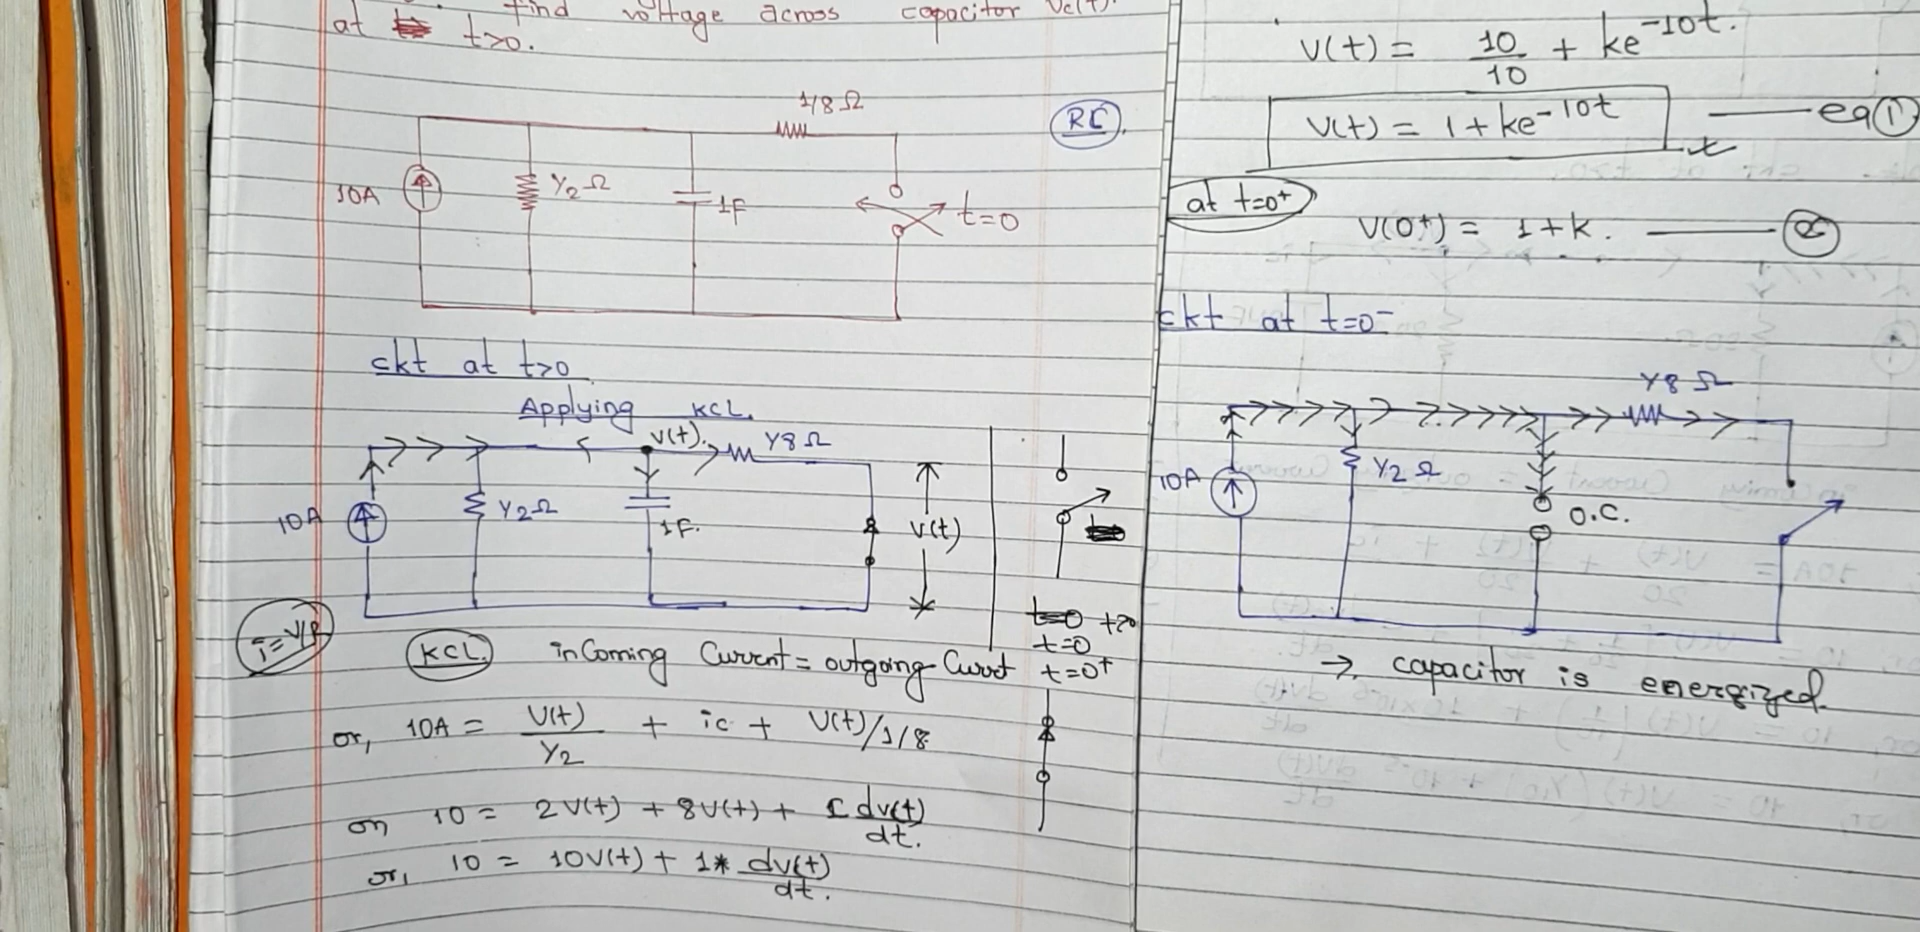 find voltage across capacitor Vc(t).
at t>0.
1/8 Ω
RC
10A
1/2 Ω
1F
t=0
ckt at t>0
Applying KCL.
V(t).
1/8 Ω
10A
1/2 Ω
1F.
V(t)
t>0
t=0
t=0+
i=V/R
KCL) inComing Current = outgoing Current
or, 10A = V(t)/1/2 + ic + V(t)/1/8
or 10 = 2V(t) + 8V(t) + C dv(t)/dt.
or, 10 = 10V(t) + 1* dv(t)/dt.
V(t) = 10/10 + ke-10t.
V(t) = 1+ke-10t — eq(1)
at t=0+
V(0+) = 1+k. — (2)
ckt at t=0-
1/8 Ω
10A
1/2 Ω
O.C.
→ capacitor is energized.